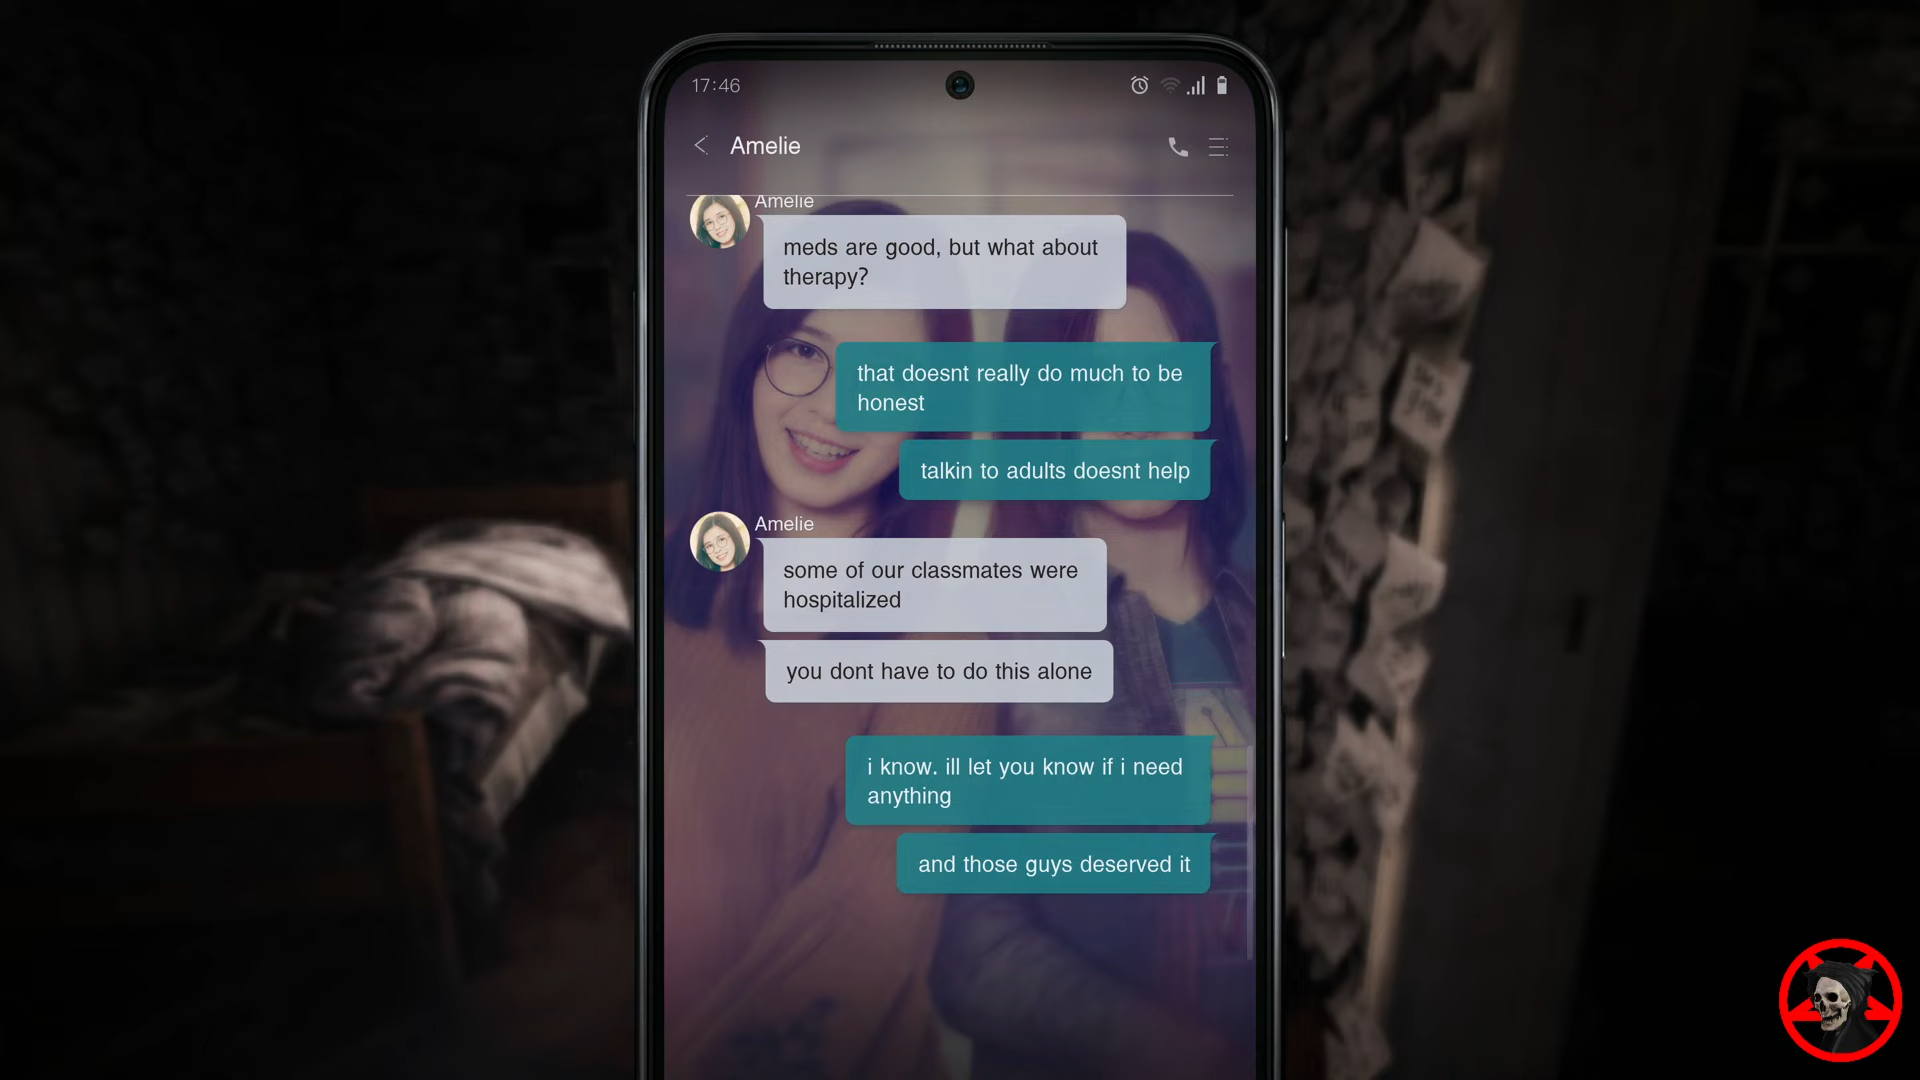 17:46
Amelie
Amelie
meds are good, but what about
therapy?
that doesnt really do much to be
honest
talkin to adults doesnt help
Amelie
some of our classmates were
hospitalized
you dont have to do this alone
i know. ill let you know if i need
anything
and those guys deserved it